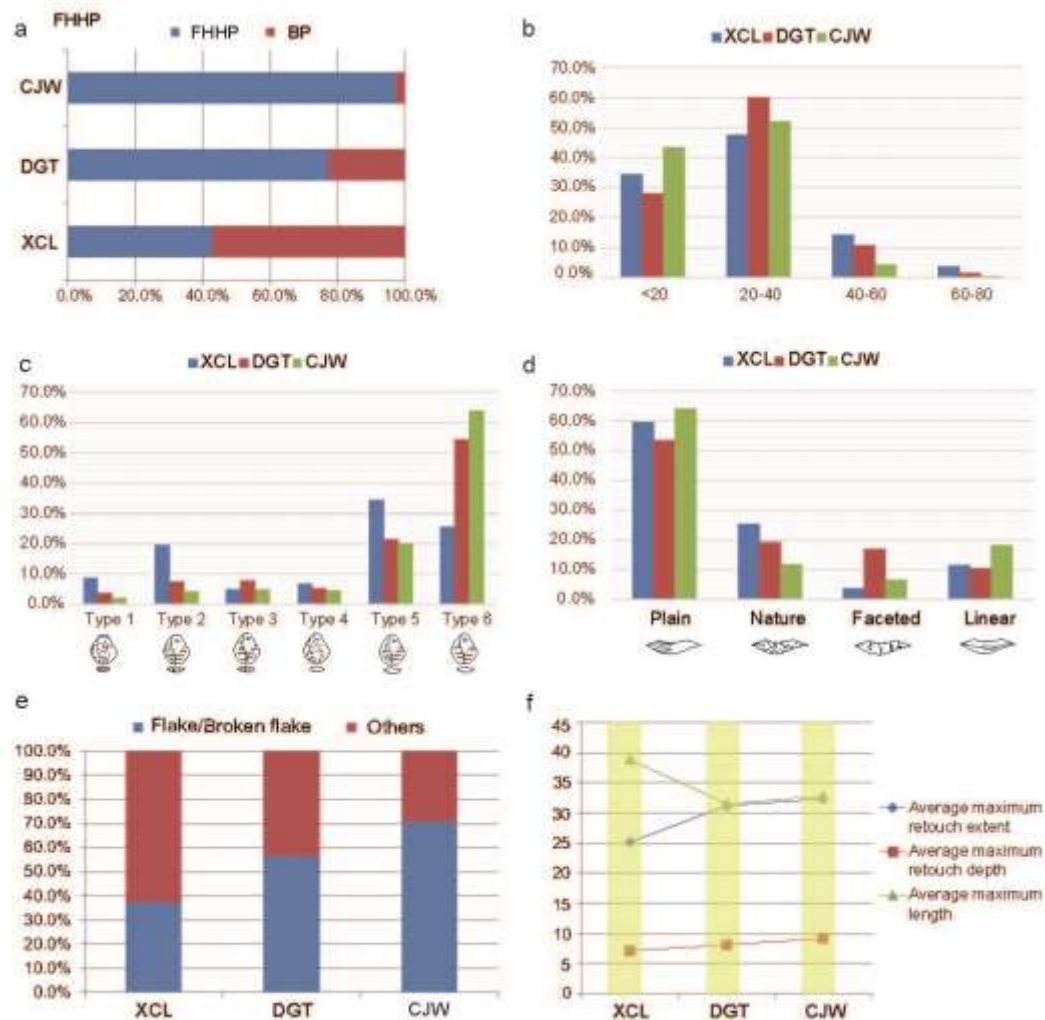 a
FHHP
FHHP BP
CJW
DGT
XCL
0.0% 20.0% 40.0% 60.0% 80.0% 100.0%
b
XCL DGT CJW
70.0%
60.0%
50.0%
40.0%
30.0%
20.0%
10.0%
0.0%
<20 20-40 40-60 60-80
c
XCL DGT CJW
70.0%
60.0%
50.0%
40.0%
30.0%
20.0%
10.0%
0.0%
Type 1 Type 2 Type 3 Type 4 Type 5 Type 6
d
XCL DGT CJW
70.0%
60.0%
50.0%
40.0%
30.0%
20.0%
10.0%
0.0%
Plain Nature Faceted Linear
e
Flake/Broken flake Others
100.0%
90.0%
80.0%
70.0%
60.0%
50.0%
40.0%
30.0%
20.0%
10.0%
0.0%
XCL DGT CJW
f
45
40
35
30
25
20
15
10
5
0
XCL DGT CJW
Average maximum
retouch extent
Average maximum
retouch depth
Average maximum
length